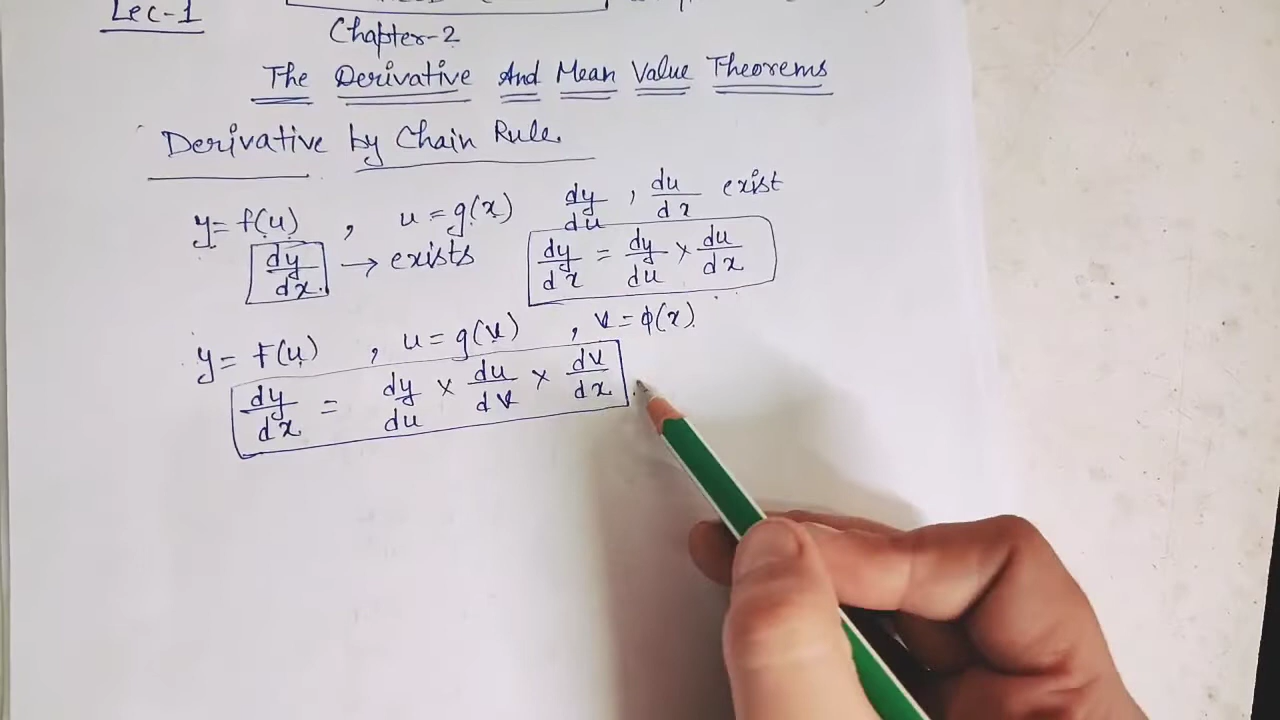 Lec-1
Chapter-2
The Derivative And Mean Value Theorems
Derivative by Chain Rule.
y = f(u) , u = g(x) dy/du , du/dx exist
dy/dx → exists dy/dx = dy/du × du/dx
y = F(u) , u = g(v) , v = ϕ(x).
dy/dx = dy/du × du/dv × dv/dx .